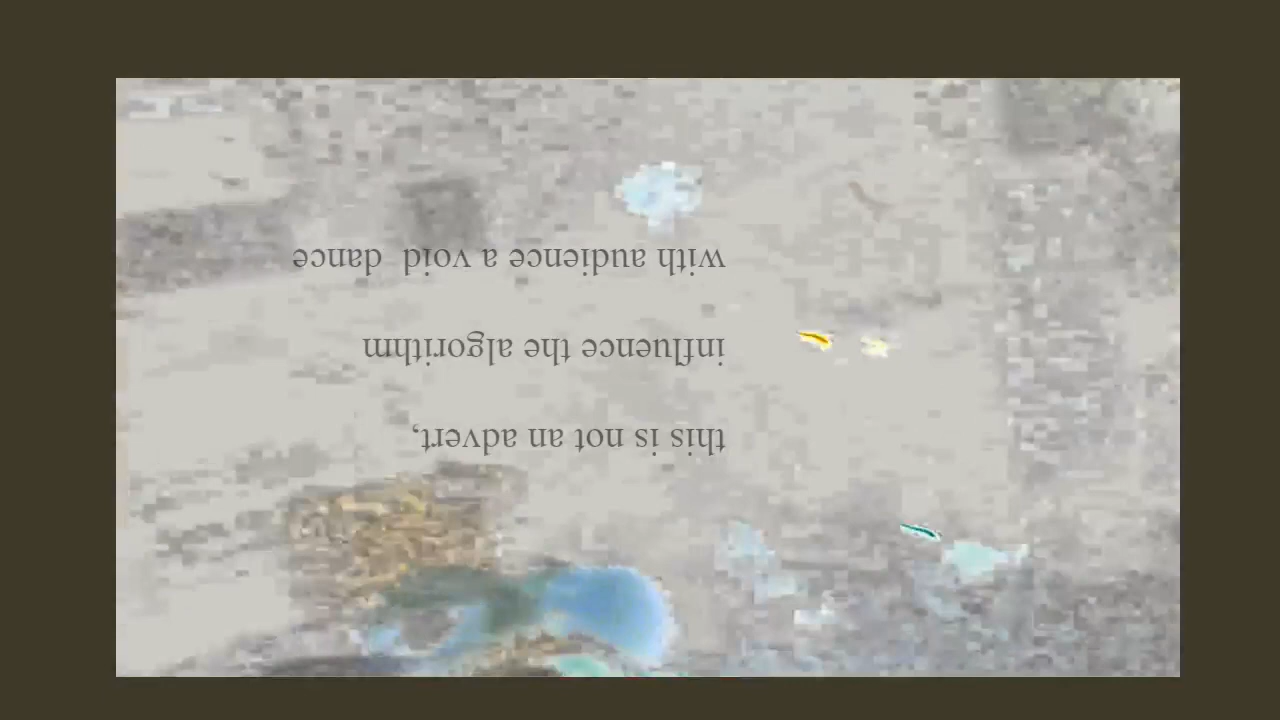 this is not an advert,
influence the algorithm
with audience a void  dance